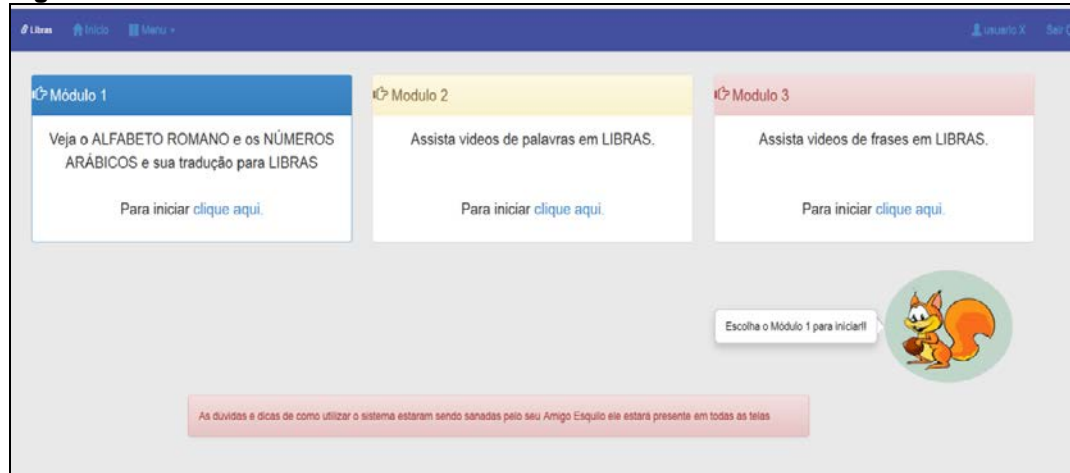 Libras Início Menu usuario X Sair
Módulo 1
Veja o ALFABETO ROMANO e os NÚMEROS
ARÁBICOS e sua tradução para LIBRAS
Para iniciar clique aqui.
Modulo 2
Assista videos de palavras em LIBRAS.
Para iniciar clique aqui.
Modulo 3
Assista videos de frases em LIBRAS.
Para iniciar clique aqui.
Escolha o Módulo 1 para iniciar!!
As duvidas e dicas de como utilizar o sistema estaram sendo sanadas pelo seu Amigo Esquilo ele estará presente em todas as telas